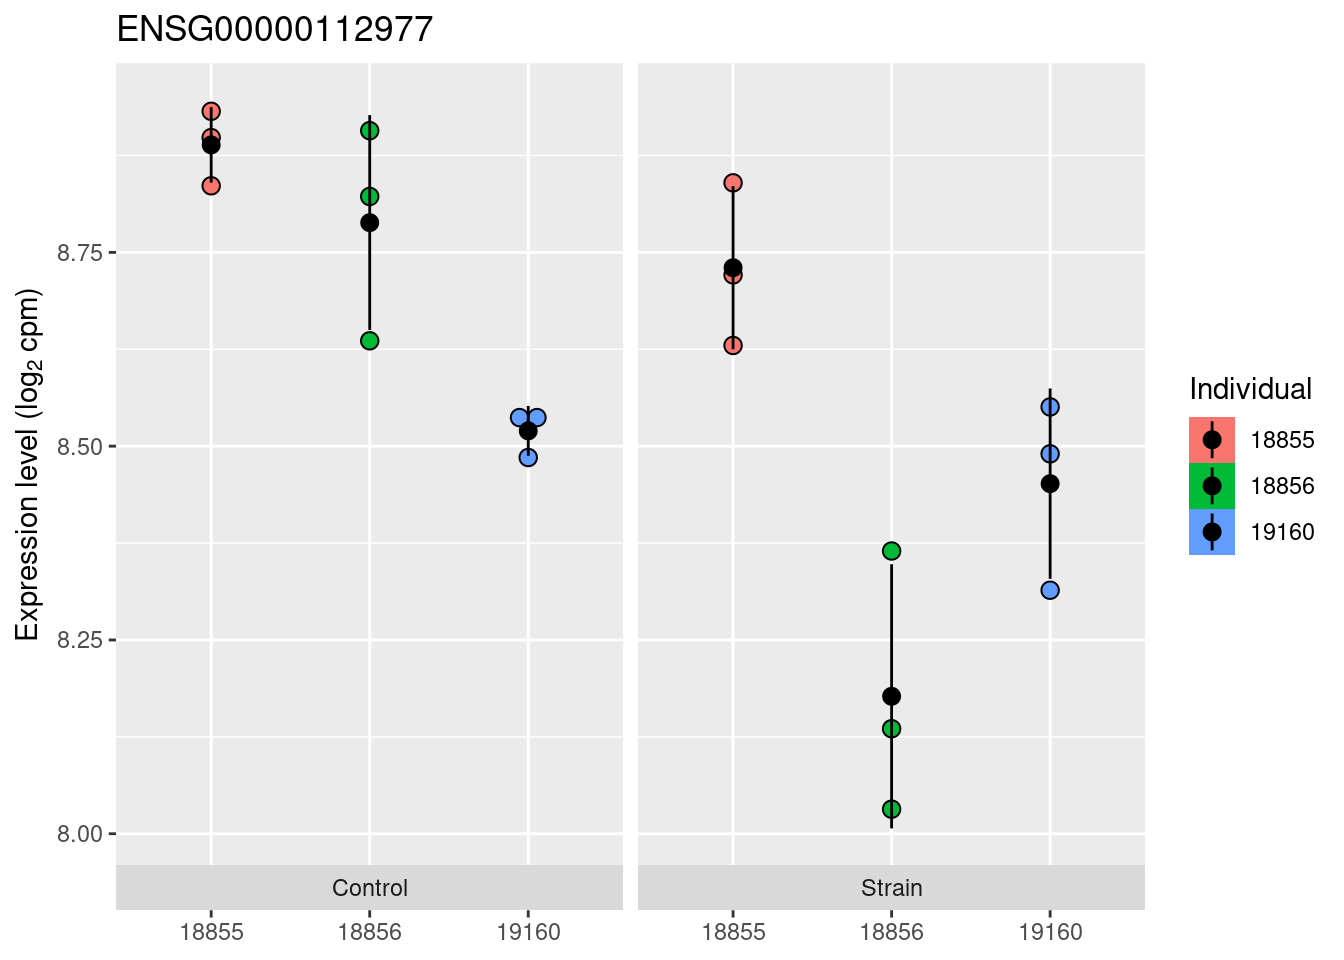 ENSG00000112977
Expression level (log₂ cpm)
8.75
8.50
8.25
8.00
Control
Strain
18855
18856
19160
18855
18856
19160
Individual
18855
18856
19160